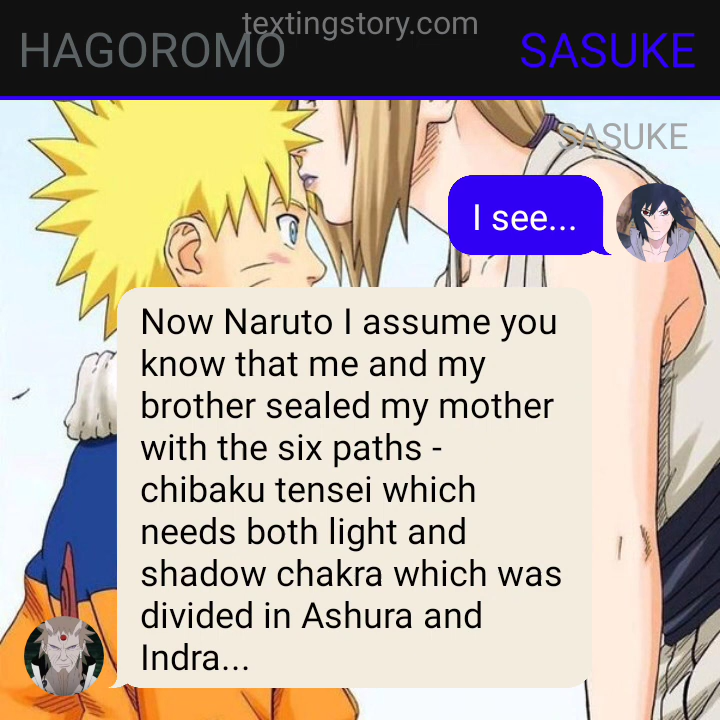 textingstory.com
HAGOROMO
SASUKE
SASUKE
I see...
Now Naruto I assume you
know that me and my
brother sealed my mother
with the six paths -
chibaku tensei which
needs both light and
shadow chakra which was
divided in Ashura and
Indra...